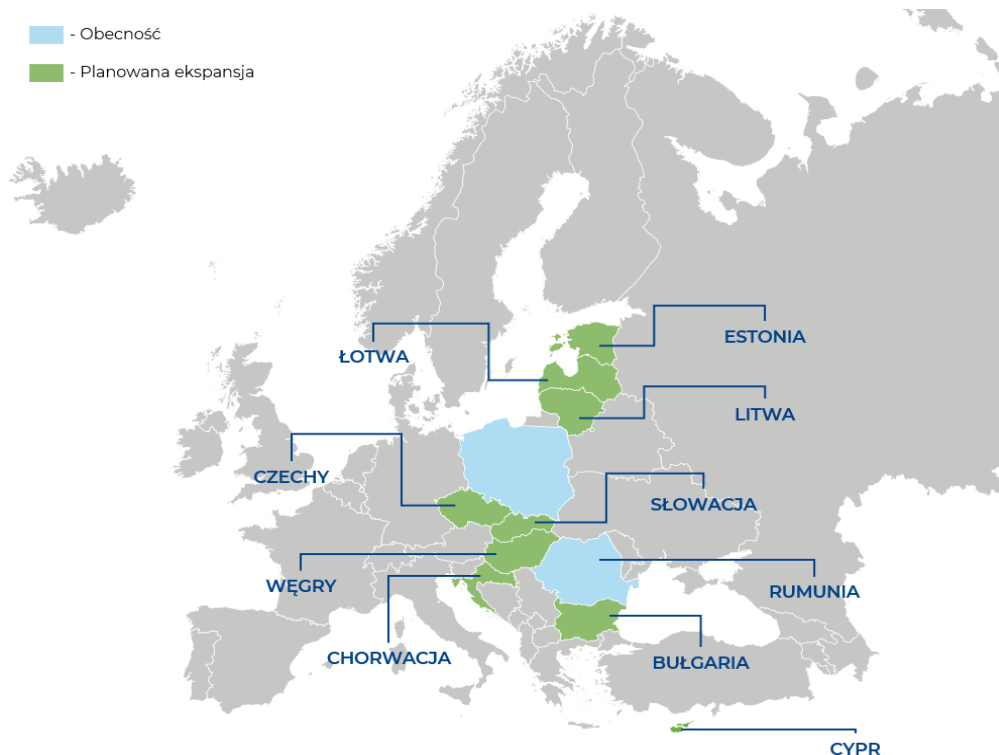 - Obecność
- Planowana ekspansja
ESTONIA
ŁOTWA
LITWA
CZECHY
SŁOWACJA
WĘGRY
RUMUNIA
CHORWACJA
BUŁGARIA
CYPR